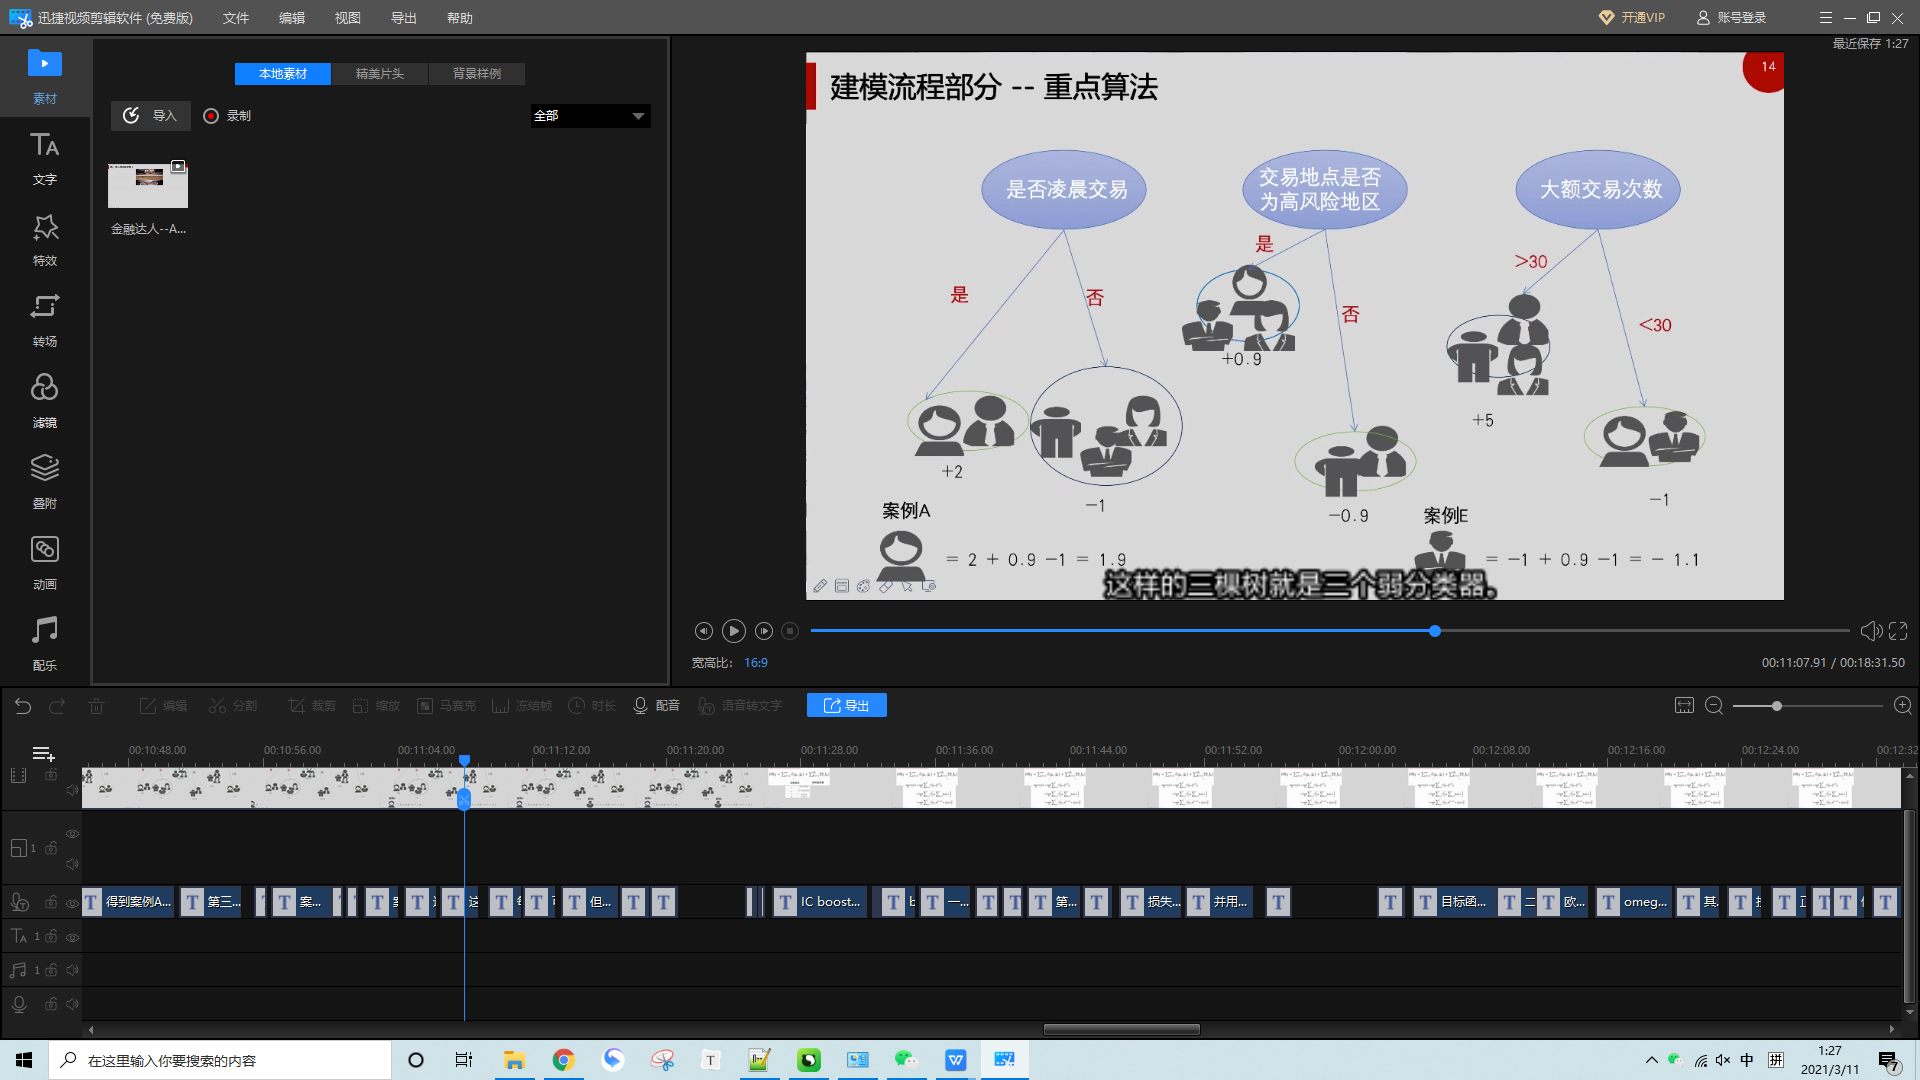 迅捷视频剪辑软件 (免费版) 文件 编辑 视图 导出 帮助 开通VIP 账号登录
最近保存 1:27
素材
文字
特效
转场
滤镜
叠附
动画
配乐
本地素材 精美片头 背景样例
导入 录制 全部
金融达人--A...
14
建模流程部分 -- 重点算法
是否凌晨交易
交易地点是否
为高风险地区
大额交易次数
是 否 是 否 >30 <30
+2
-1
+0.9
-0.9
+5
-1
案例A
= 2 + 0.9 -1 = 1.9
案例E
= -1 + 0.9 -1 = - 1.1
这样的三棵树就是三个弱分类器。
宽高比: 16:9 00:11:07.91 / 00:18:31.50
编辑 分割 裁剪 缩放 马赛克 冻结帧 时长 配音 语音转文字 导出
00:10:48.00 00:10:56.00 00:11:04.00 00:11:12.00 00:11:20.00 00:11:28.00 00:11:36.00 00:11:44.00 00:11:52.00 00:12:00.00 00:12:08.00 00:12:16.00 00:12:24.00 00:12:32
1
得到案例A... 第三... 案... 但... IC boost... 一... 第... 损失... 并用... 目标函... 二 欧... omeg... 其
1
1
在这里输入你要搜索的内容
中 拼 1:27
2021/3/11
7